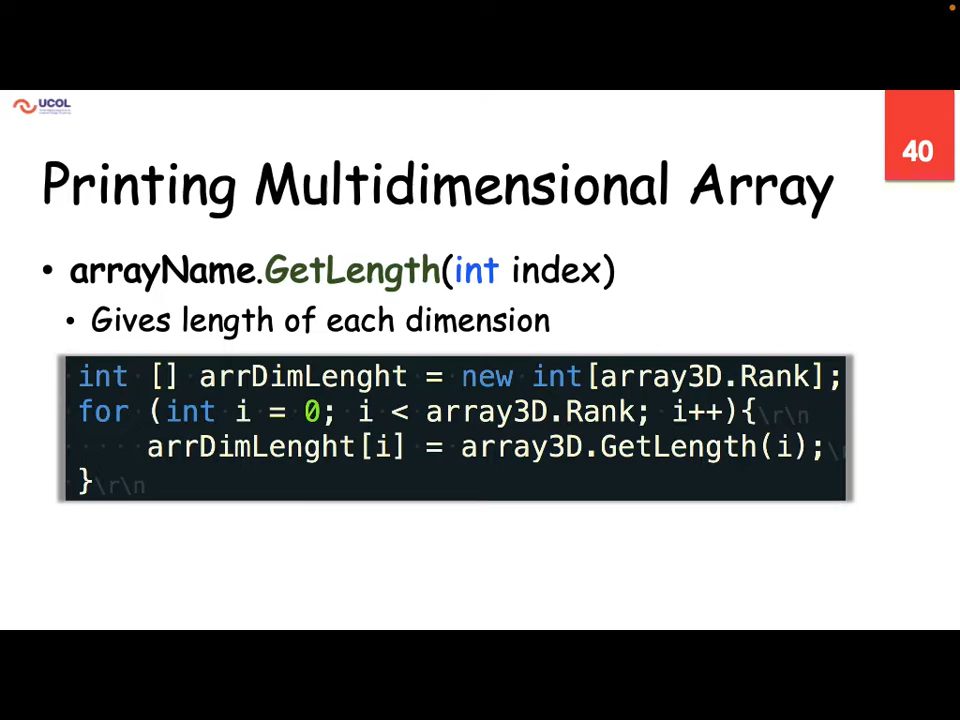 UCOL
40
Printing Multidimensional Array
• arrayName.GetLength(int index)
• Gives length of each dimension
int [] arrDimLenght = new int[array3D.Rank];
for (int i = 0; i < array3D.Rank; i++){\r\n
arrDimLenght[i] = array3D.GetLength(i);\r
}\r\n